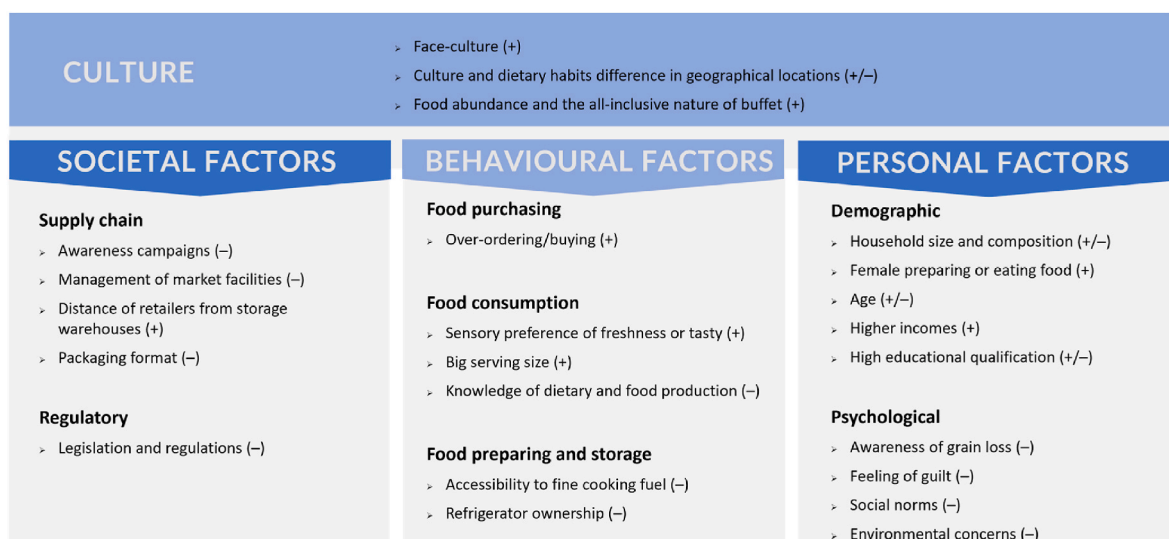 CULTURE
Face-culture (+)
Culture and dietary habits difference in geographical locations (+/–)
Food abundance and the all-inclusive nature of buffet (+)
SOCIETAL FACTORS
Supply chain
Awareness campaigns (–)
Management of market facilities (–)
Distance of retailers from storage
warehouses (+)
Packaging format (–)
Regulatory
Legislation and regulations (–)
BEHAVIOURAL FACTORS
Food purchasing
Over-ordering/buying (+)
Food consumption
Sensory preference of freshness or tasty (+)
Big serving size (+)
Knowledge of dietary and food production (–)
Food preparing and storage
Accessibility to fine cooking fuel (–)
Refrigerator ownership (–)
PERSONAL FACTORS
Demographic
Household size and composition (+/–)
Female preparing or eating food (+)
Age (+/–)
Higher incomes (+)
High educational qualification (+/–)
Psychological
Awareness of grain loss (–)
Feeling of guilt (–)
Social norms (–)
Environmental concerns (–)